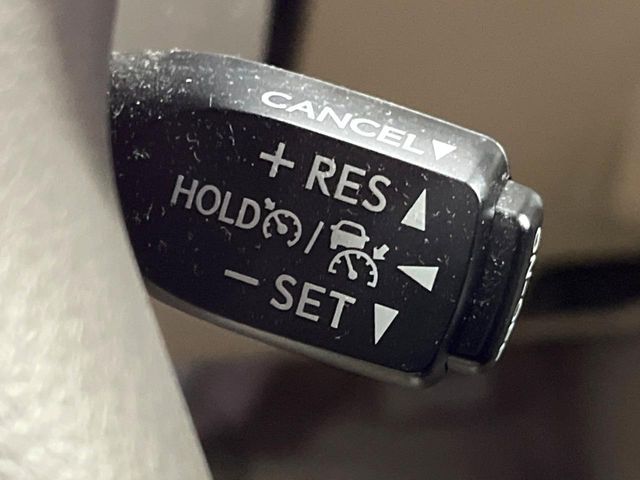 CANCEL▼
+ RES ▲
HOLD / ◀
− SET ▼